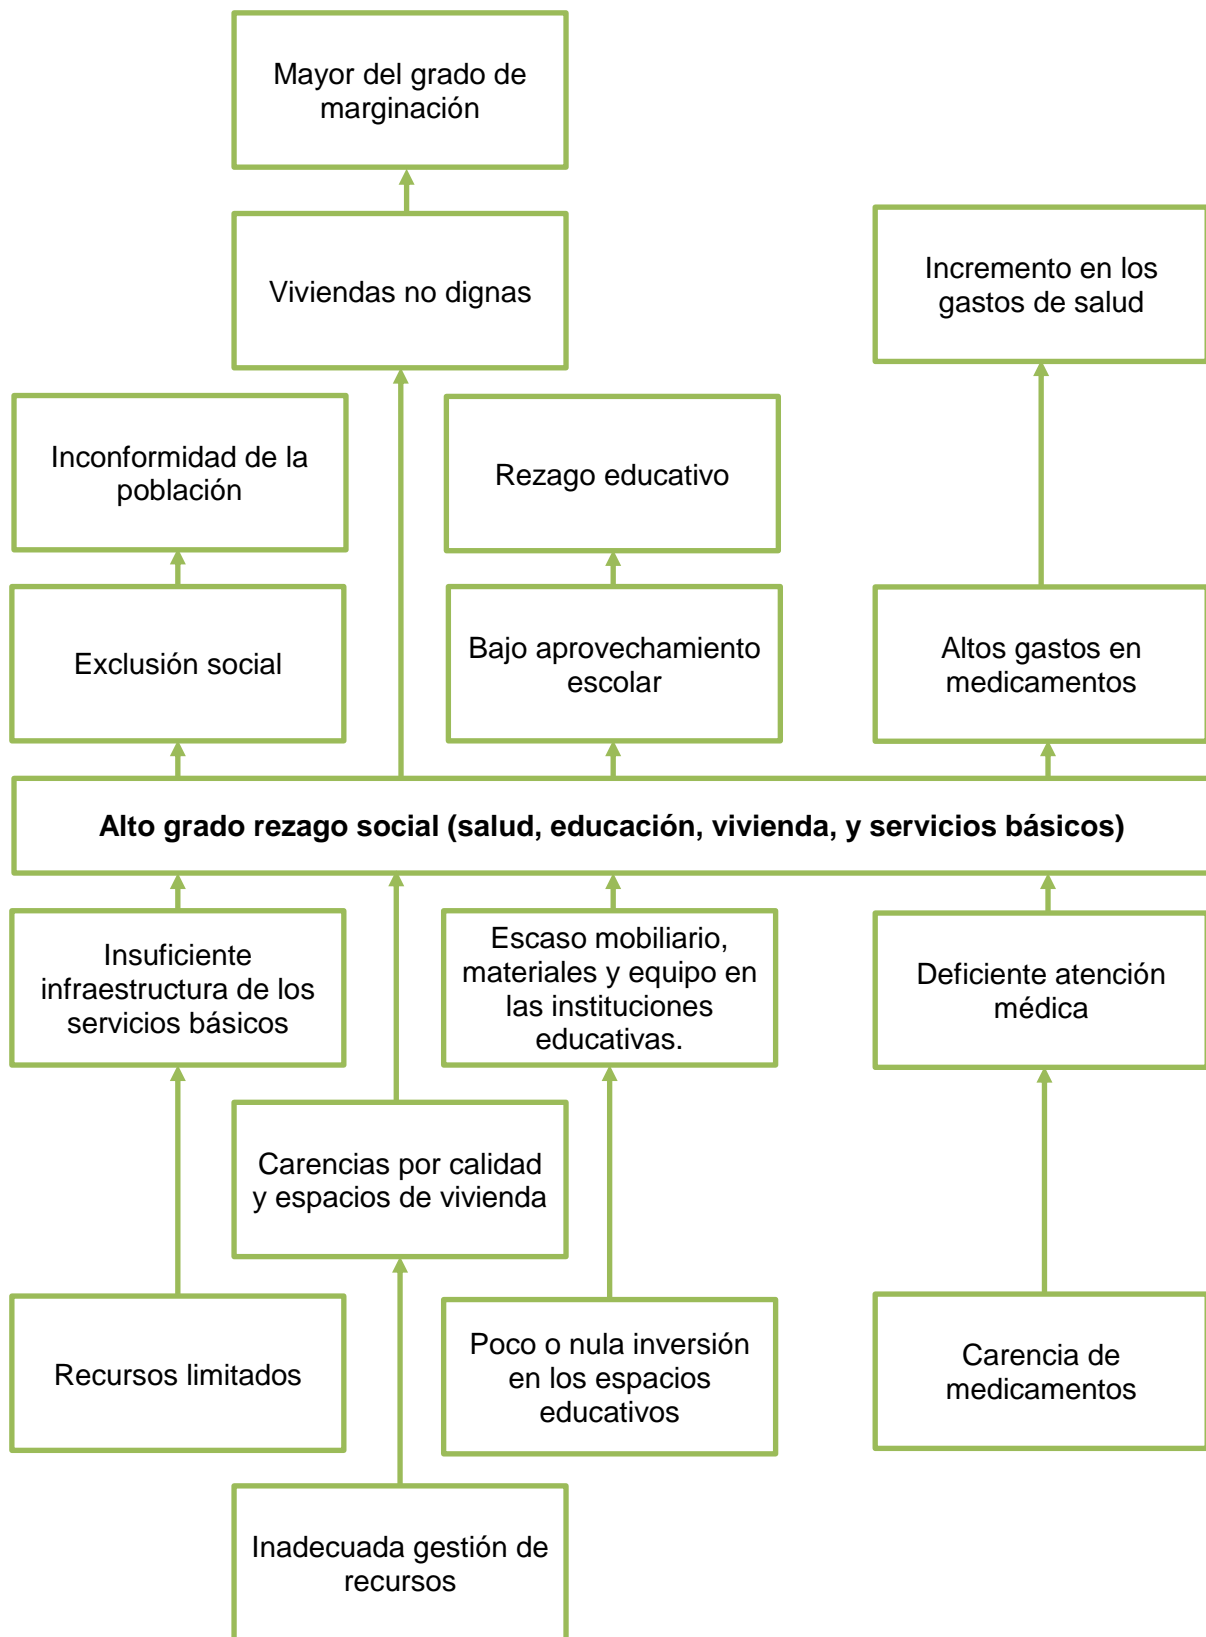 Mayor del grado de
marginación
Viviendas no dignas
Incremento en los
gastos de salud
Inconformidad de la
población
Rezago educativo
Exclusión social
Bajo aprovechamiento
escolar
Altos gastos en
medicamentos
Alto grado rezago social (salud, educación, vivienda, y servicios básicos)
Insuficiente
infraestructura de los
servicios básicos
Escaso mobiliario,
materiales y equipo en
las instituciones
educativas.
Deficiente atención
médica
Carencias por calidad
y espacios de vivienda
Recursos limitados
Poco o nula inversión
en los espacios
educativos
Carencia de
medicamentos
Inadecuada gestión de
recursos